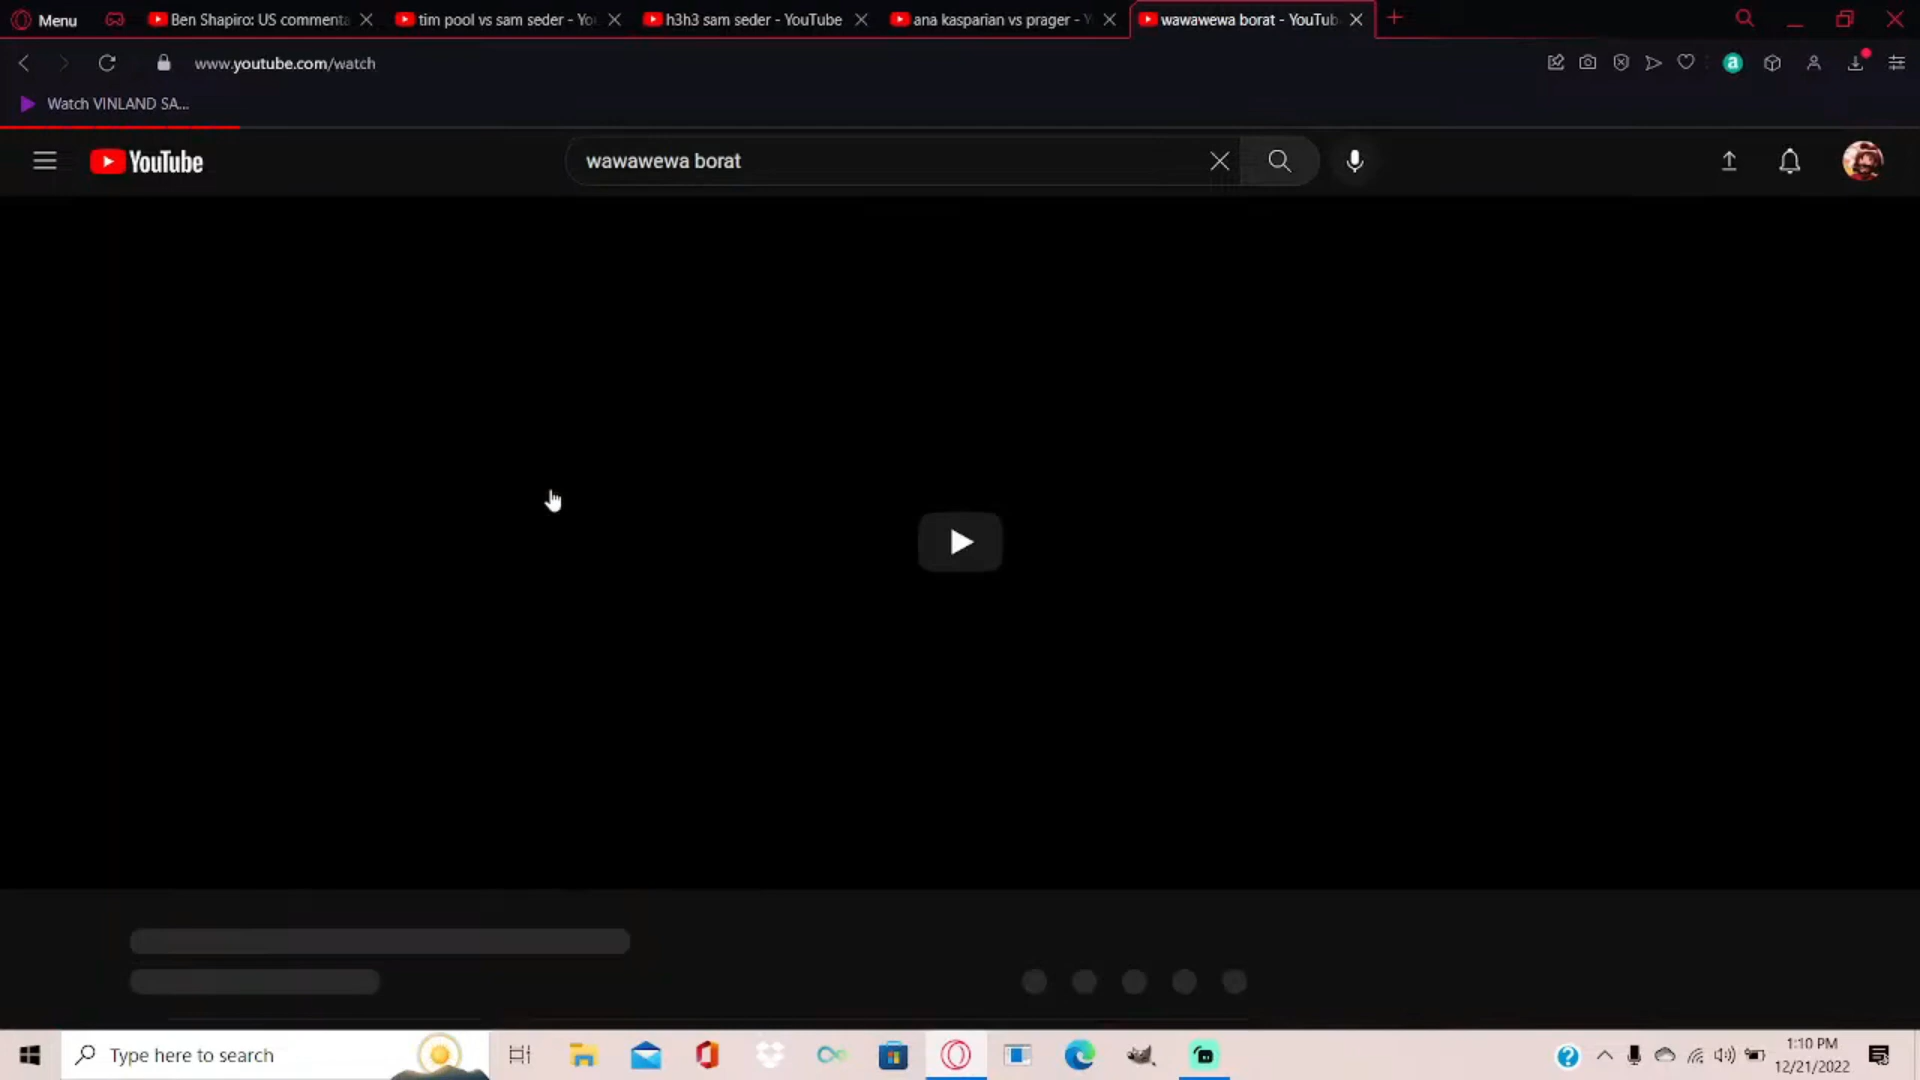 Menu
Ben Shapiro: US commenta
tim pool vs sam seder - Yo
h3h3 sam seder - YouTube
ana kasparian vs prager - Y
wawawewa borat - YouTub
www.youtube.com/watch
a
Watch VINLAND SA...
YouTube
wawawewa borat
Type here to search
1:10 PM
12/21/2022